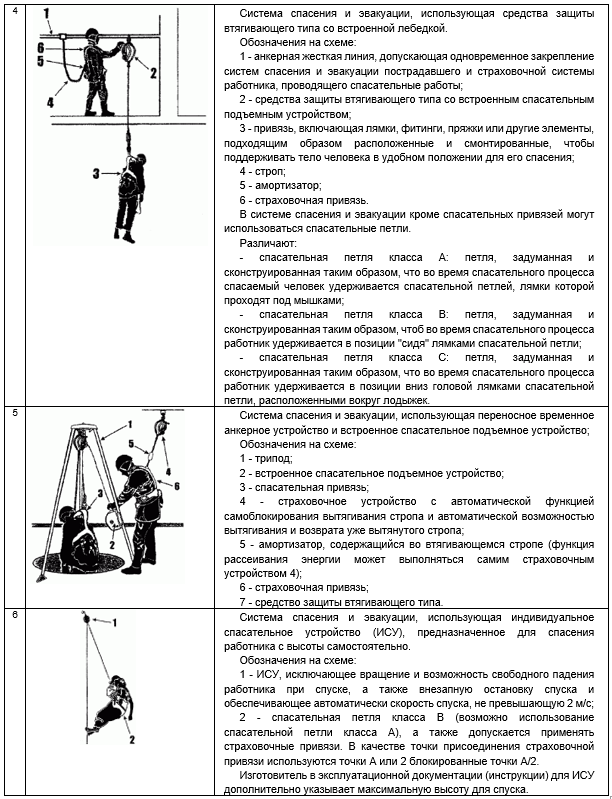 4
1
6
5
4
2
3
Система спасения и эвакуации, использующая средства защиты
втягивающего типа со встроенной лебедкой.
Обозначения на схеме:
1 - анкерная жесткая линия, допускающая одновременное закрепление
систем спасения и эвакуации пострадавшего и страховочной системы
работника, проводящего спасательные работы;
2 - средства защиты втягивающего типа со встроенным спасательным
подъемным устройством;
3 - привязь, включающая лямки, фитинги, пряжки или другие элементы,
подходящим образом расположенные и смонтированные, чтобы
поддерживать тело человека в удобном положении для его спасения;
4 - строп;
5 - амортизатор;
6 - страховочная привязь.
В системе спасения и эвакуации кроме спасательных привязей могут
использоваться спасательные петли.
Различают:
- спасательная петля класса А: петля, задуманная и
сконструированная таким образом, что во время спасательного процесса
спасаемый человек удерживается спасательной петлей, лямки которой
проходят под мышками;
- спасательная петля класса В: петля, задуманная и
сконструированная таким образом, чтоб во время спасательного процесса
работник удерживается в позиции "сидя" лямками спасательной петли;
- спасательная петля класса С: петля, задуманная и
сконструированная таким образом, что во время спасательного процесса
работник удерживается в позиции вниз головой лямками спасательной
петли, расположенными вокруг лодыжек.
5
1
5
4
6
3
2
Система спасения и эвакуации, использующая переносное временное
анкерное устройство и встроенное спасательное подъемное устройство;
Обозначения на схеме:
1 - трипод;
2 - встроенное спасательное подъемное устройство;
3 - спасательная привязь;
4 - страховочное устройство с автоматической функцией
самоблокирования вытягивания стропа и автоматической возможностью
вытягивания и возврата уже вытянутого стропа;
5 - амортизатор, содержащийся во втягивающемся стропе (функция
рассеивания энергии может выполняться самим страховочным
устройством 4);
6 - страховочная привязь;
7 - средство защиты втягивающего типа.
6
1
2
Система спасения и эвакуации, использующая индивидуальное
спасательное устройство (ИСУ), предназначенное для спасения
работника с высоты самостоятельно.
Обозначения на схеме:
1 - ИСУ, исключающее вращение и возможность свободного падения
работника при спуске, а также внезапную остановку спуска и
обеспечивающее автоматически скорость спуска, не превышающую 2 м/с;
2 - спасательная петля класса В (возможно использование
спасательной петли класса А), а также допускается применять
страховочные привязи. В качестве точки присоединения страховочной
привязи используются точки А или 2 блокированные точки А/2.
Изготовитель в эксплуатационной документации (инструкции) для ИСУ
дополнительно указывает максимальную высоту для спуска.